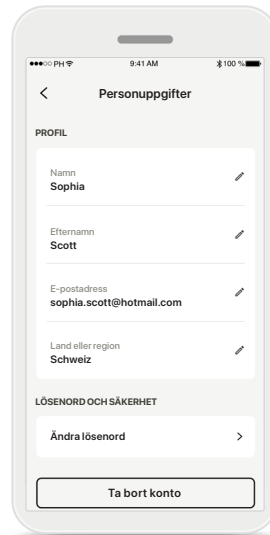 PH 9:41 AM 100 %
Personuppgifter
PROFIL
Namn
Sophia
Efternamn
Scott
E-postadress
sophia.scott@hotmail.com
Land eller region
Schweiz
LÖSENORD OCH SÄKERHET
Ändra lösenord
Ta bort konto